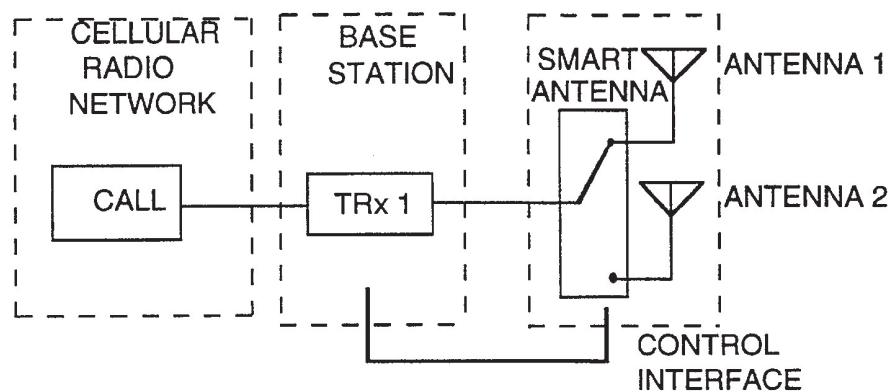 CELLULAR
RADIO
NETWORK
CALL
BASE
STATION
TRx 1
SMART
ANTENNA
ANTENNA 1
ANTENNA 2
CONTROL
INTERFACE